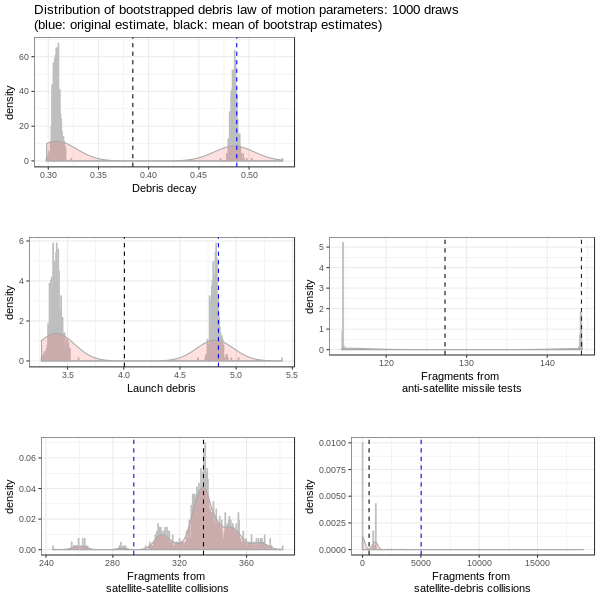 Distribution of bootstrapped debris law of motion parameters: 1000 draws
(blue: original estimate, black: mean of bootstrap estimates)
density
60
40
20
0
0.30 0.35 0.40 0.45 0.50
Debris decay
density
6
4
2
0
3.5 4.0 4.5 5.0 5.5
Launch debris
density
5
4
3
2
1
0
120 130 140
Fragments from
anti-satellite missile tests
density
0.06
0.04
0.02
0.00
240 280 320 360
Fragments from
satellite-satellite collisions
density
0.0100
0.0075
0.0050
0.0025
0.0000
0 5000 10000 15000
Fragments from
satellite-debris collisions